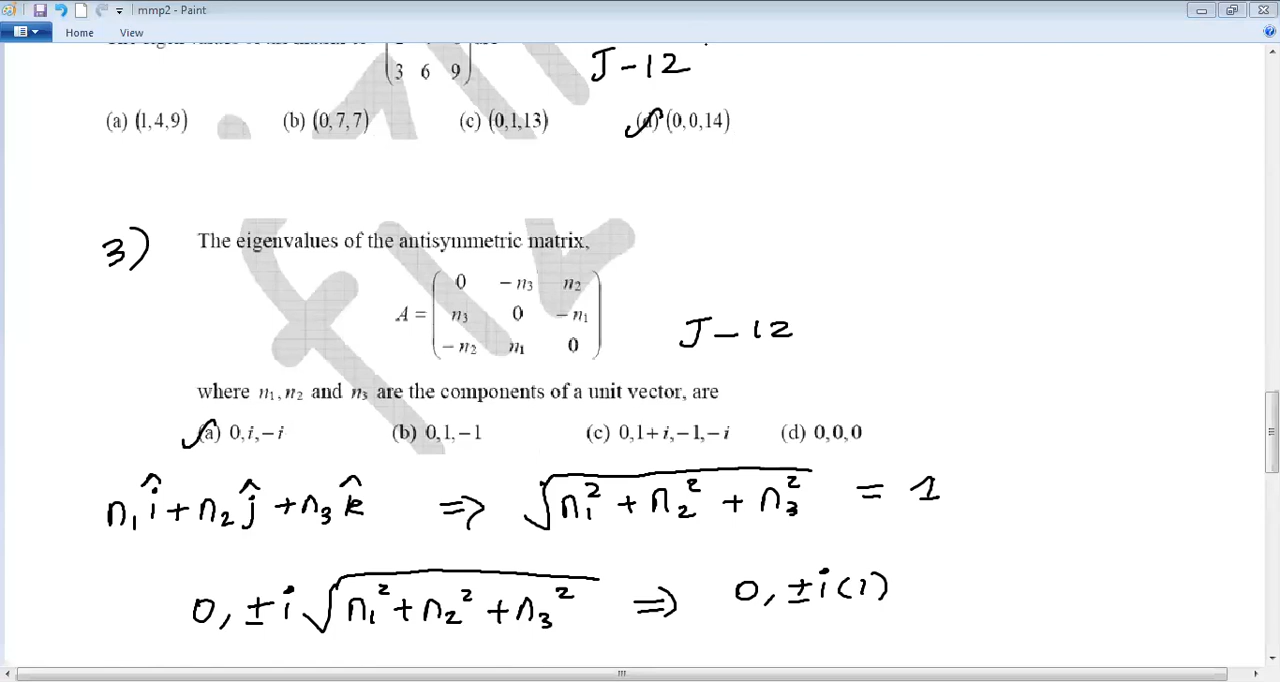 mmp2 - Paint
Home View
3 6 9
J-12
(a) (1,4,9) (b) (0,7,7) (c) (0,1,13) (d) (0,0,14)
3) The eigenvalues of the antisymmetric matrix,
0 -n₃ n₂
A = n₃ 0 -n₁
-n₂ n₁ 0
J-12
where n₁, n₂ and n₃ are the components of a unit vector, are
(a) 0,i,-i (b) 0,1,-1 (c) 0,1+i,-1,-i (d) 0,0,0
n₁î + n₂ĵ + n₃k̂ => √(n₁² + n₂² + n₃²) = 1
0, ±i√(n₁² + n₂² + n₃²) => 0, ±i(1)